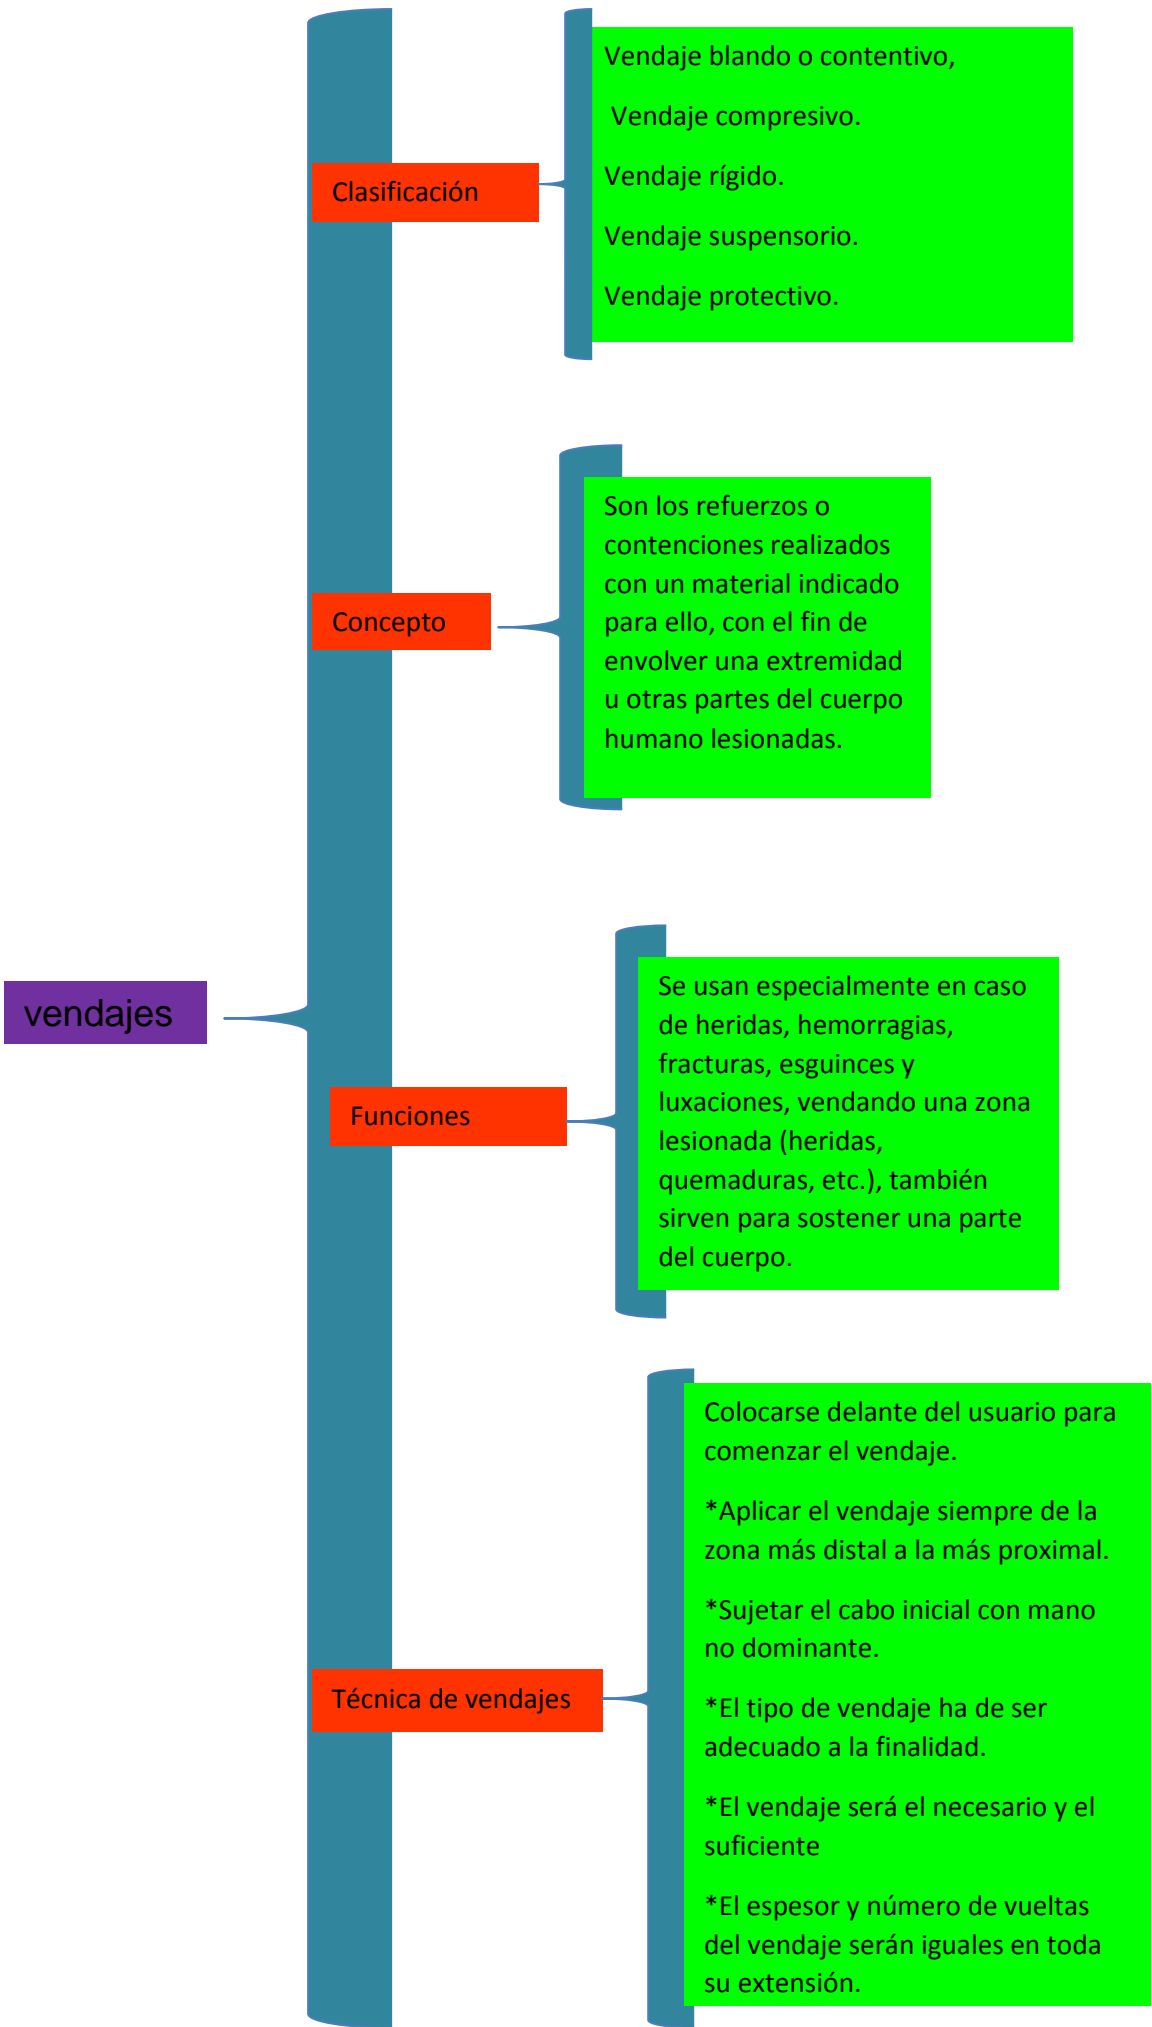 vendajes
Clasificación
Vendaje blando o contentivo,
Vendaje compresivo.
Vendaje rígido.
Vendaje suspensorio.
Vendaje protectivo.
Concepto
Son los refuerzos o
contenciones realizados
con un material indicado
para ello, con el fin de
envolver una extremidad
u otras partes del cuerpo
humano lesionadas.
Funciones
Se usan especialmente en caso
de heridas, hemorragias,
fracturas, esguinces y
luxaciones, vendando una zona
lesionada (heridas,
quemaduras, etc.), también
sirven para sostener una parte
del cuerpo.
Técnica de vendajes
Colocarse delante del usuario para
comenzar el vendaje.
*Aplicar el vendaje siempre de la
zona más distal a la más proximal.
*Sujetar el cabo inicial con mano
no dominante.
*El tipo de vendaje ha de ser
adecuado a la finalidad.
*El vendaje será el necesario y el
suficiente
*El espesor y número de vueltas
del vendaje serán iguales en toda
su extensión.